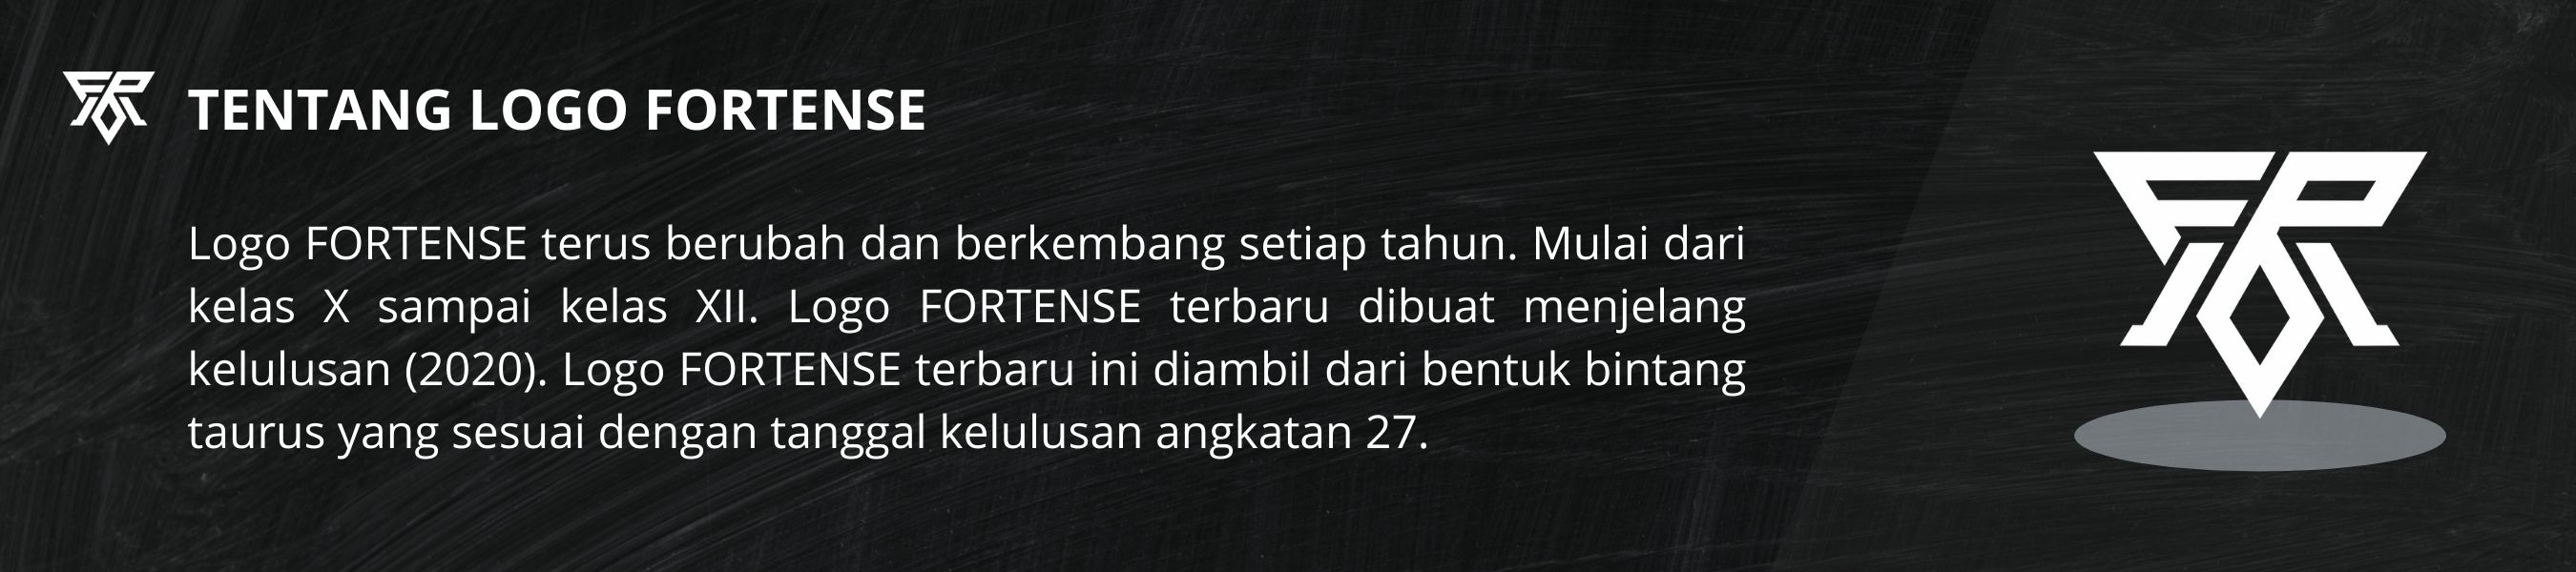 TENTANG LOGO FORTENSE
Logo FORTENSE terus berubah dan berkembang setiap tahun. Mulai dari
kelas X sampai kelas XII. Logo FORTENSE terbaru dibuat menjelang
kelulusan (2020). Logo FORTENSE terbaru ini diambil dari bentuk bintang
taurus yang sesuai dengan tanggal kelulusan angkatan 27.